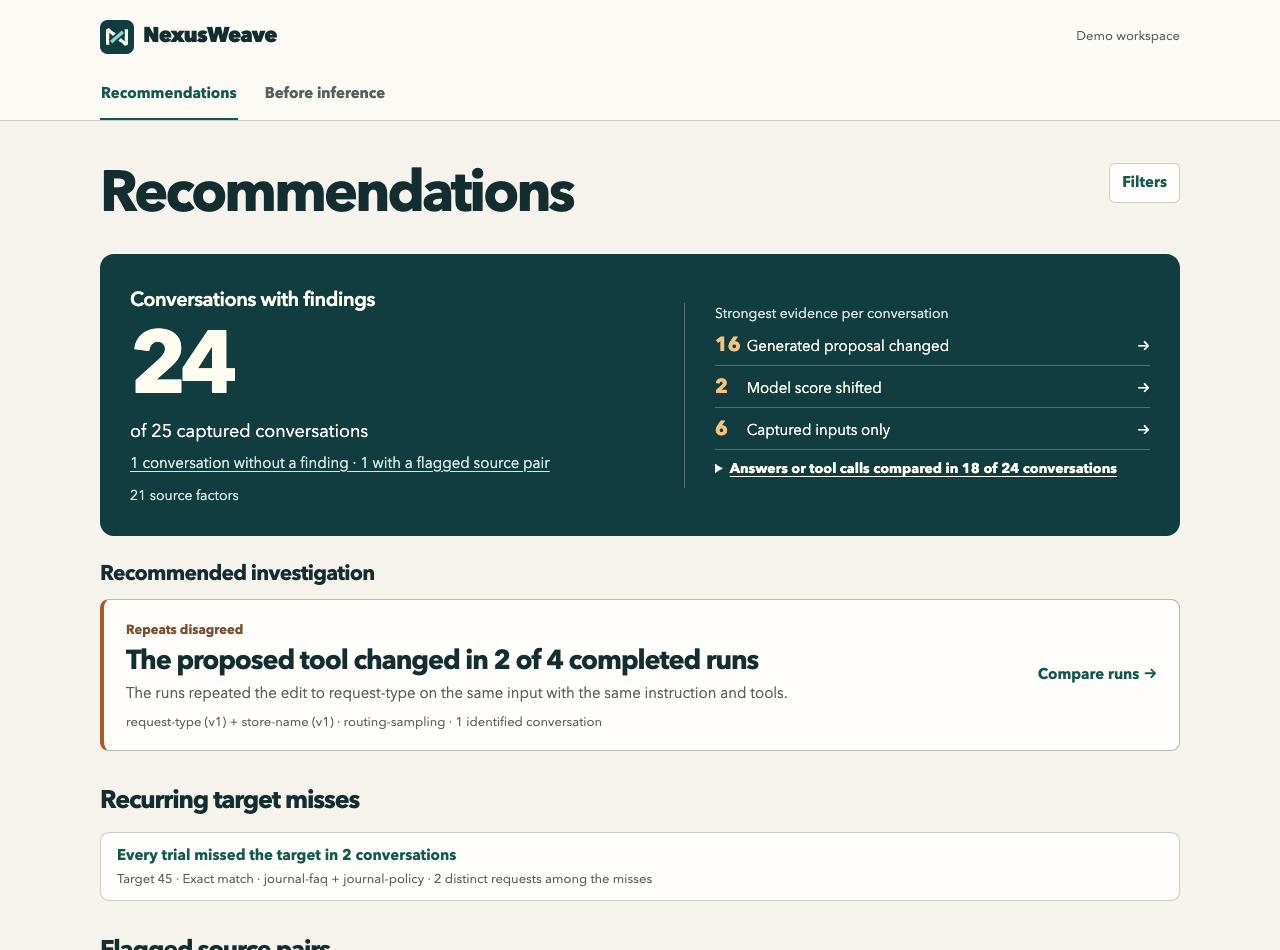 NexusWeave
Demo workspace
Recommendations
Before inference
Recommendations
Filters
Conversations with findings
24
of 25 captured conversations
1 conversation without a finding · 1 with a flagged source pair
21 source factors
Strongest evidence per conversation
16 Generated proposal changed →
2 Model score shifted →
6 Captured inputs only →
▶ Answers or tool calls compared in 18 of 24 conversations
Recommended investigation
Repeats disagreed
The proposed tool changed in 2 of 4 completed runs
The runs repeated the edit to request-type on the same input with the same instruction and tools.
request-type (v1) + store-name (v1) · routing-sampling · 1 identified conversation
Compare runs →
Recurring target misses
Every trial missed the target in 2 conversations
Target 45 · Exact match · journal-faq + journal-policy · 2 distinct requests among the misses
Flagged source pairs